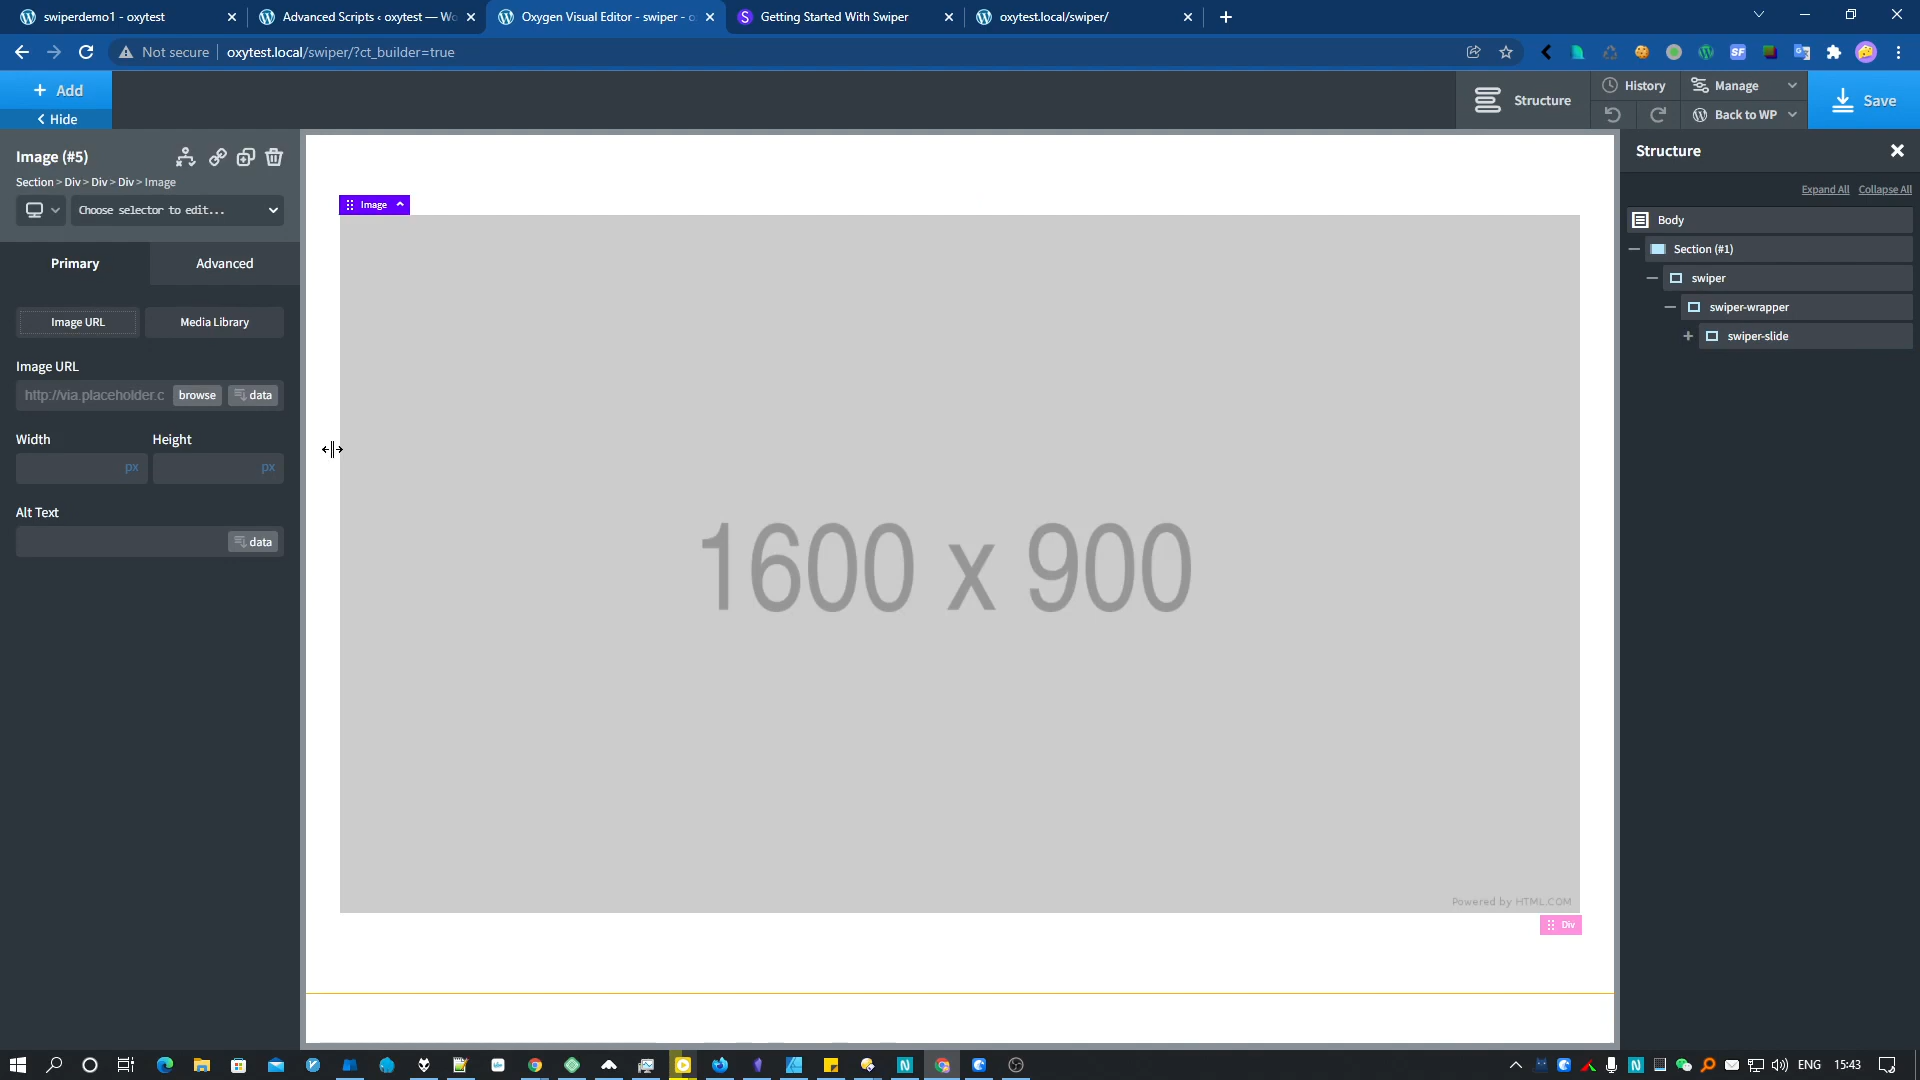 swiperdemo1 - oxytest
Advanced Scripts ‹ oxytest — Wo
Oxygen Visual Editor - swiper - o
Getting Started With Swiper
oxytest.local/swiper/
Not secure
oxytest.local/swiper/?ct_builder=true
+ Add
Hide
Structure
History
Manage
Back to WP
Save
Image (#5)
Section > Div > Div > Div > Image
Choose selector to edit...
Primary
Advanced
Image URL
Media Library
Image URL
http://via.placeholder.c
browse
data
Width
Height
px
px
Alt Text
data
Image
1600 x 900
Powered by HTML.COM
Div
Structure
Expand All
Collapse All
Body
Section (#1)
swiper
swiper-wrapper
swiper-slide
SF
ENG
15:43